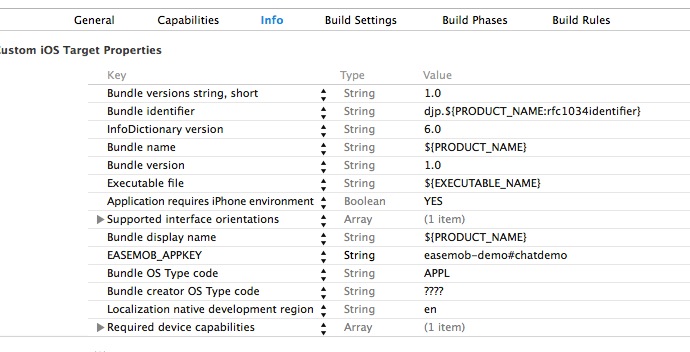 General Capabilities Info Build Settings Build Phases Build Rules
ustom iOS Target Properties
Key Type Value
Bundle versions string, short String 1.0
Bundle identifier String djp.${PRODUCT_NAME:rfc1034identifier}
InfoDictionary version String 6.0
Bundle name String ${PRODUCT_NAME}
Bundle version String 1.0
Executable file String ${EXECUTABLE_NAME}
Application requires iPhone environment Boolean YES
Supported interface orientations Array (1 item)
Bundle display name String ${PRODUCT_NAME}
EASEMOB_APPKEY String easemob-demo#chatdemo
Bundle OS Type code String APPL
Bundle creator OS Type code String ????
Localization native development region String en
Required device capabilities Array (1 item)